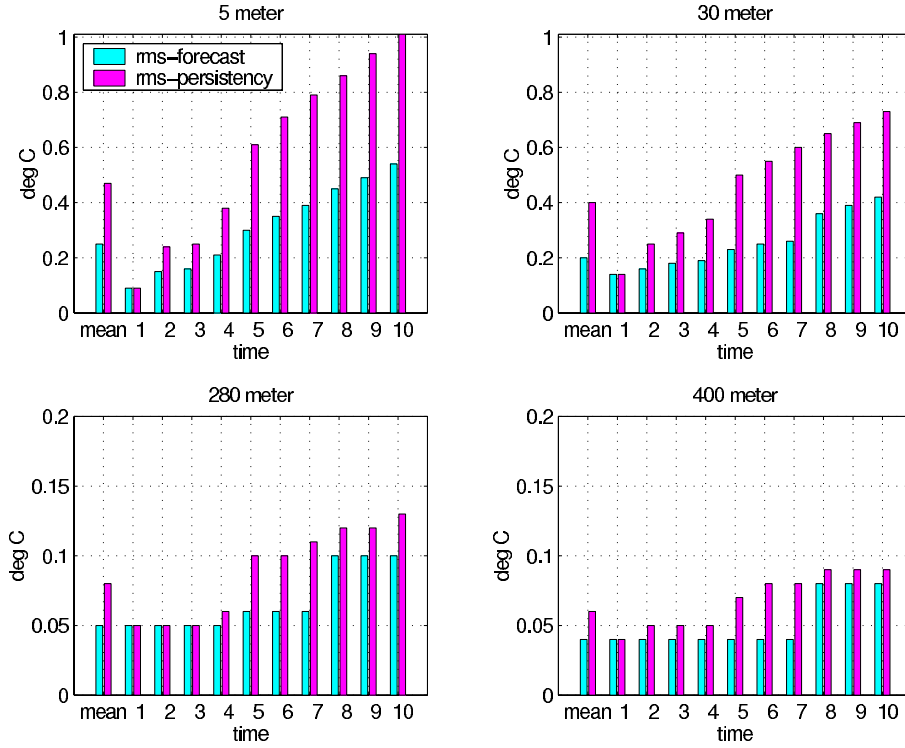 5 meter
1
0.8
0.6
0.4
0.2
0
deg C
rms-forecast
rms-persistency
mean 1 2 3 4 5 6 7 8 9 10
time
30 meter
1
0.8
0.6
0.4
0.2
0
deg C
mean 1 2 3 4 5 6 7 8 9 10
time
280 meter
0.2
0.15
0.1
0.05
0
deg C
mean 1 2 3 4 5 6 7 8 9 10
time
400 meter
0.2
0.15
0.1
0.05
0
deg C
mean 1 2 3 4 5 6 7 8 9 10
time